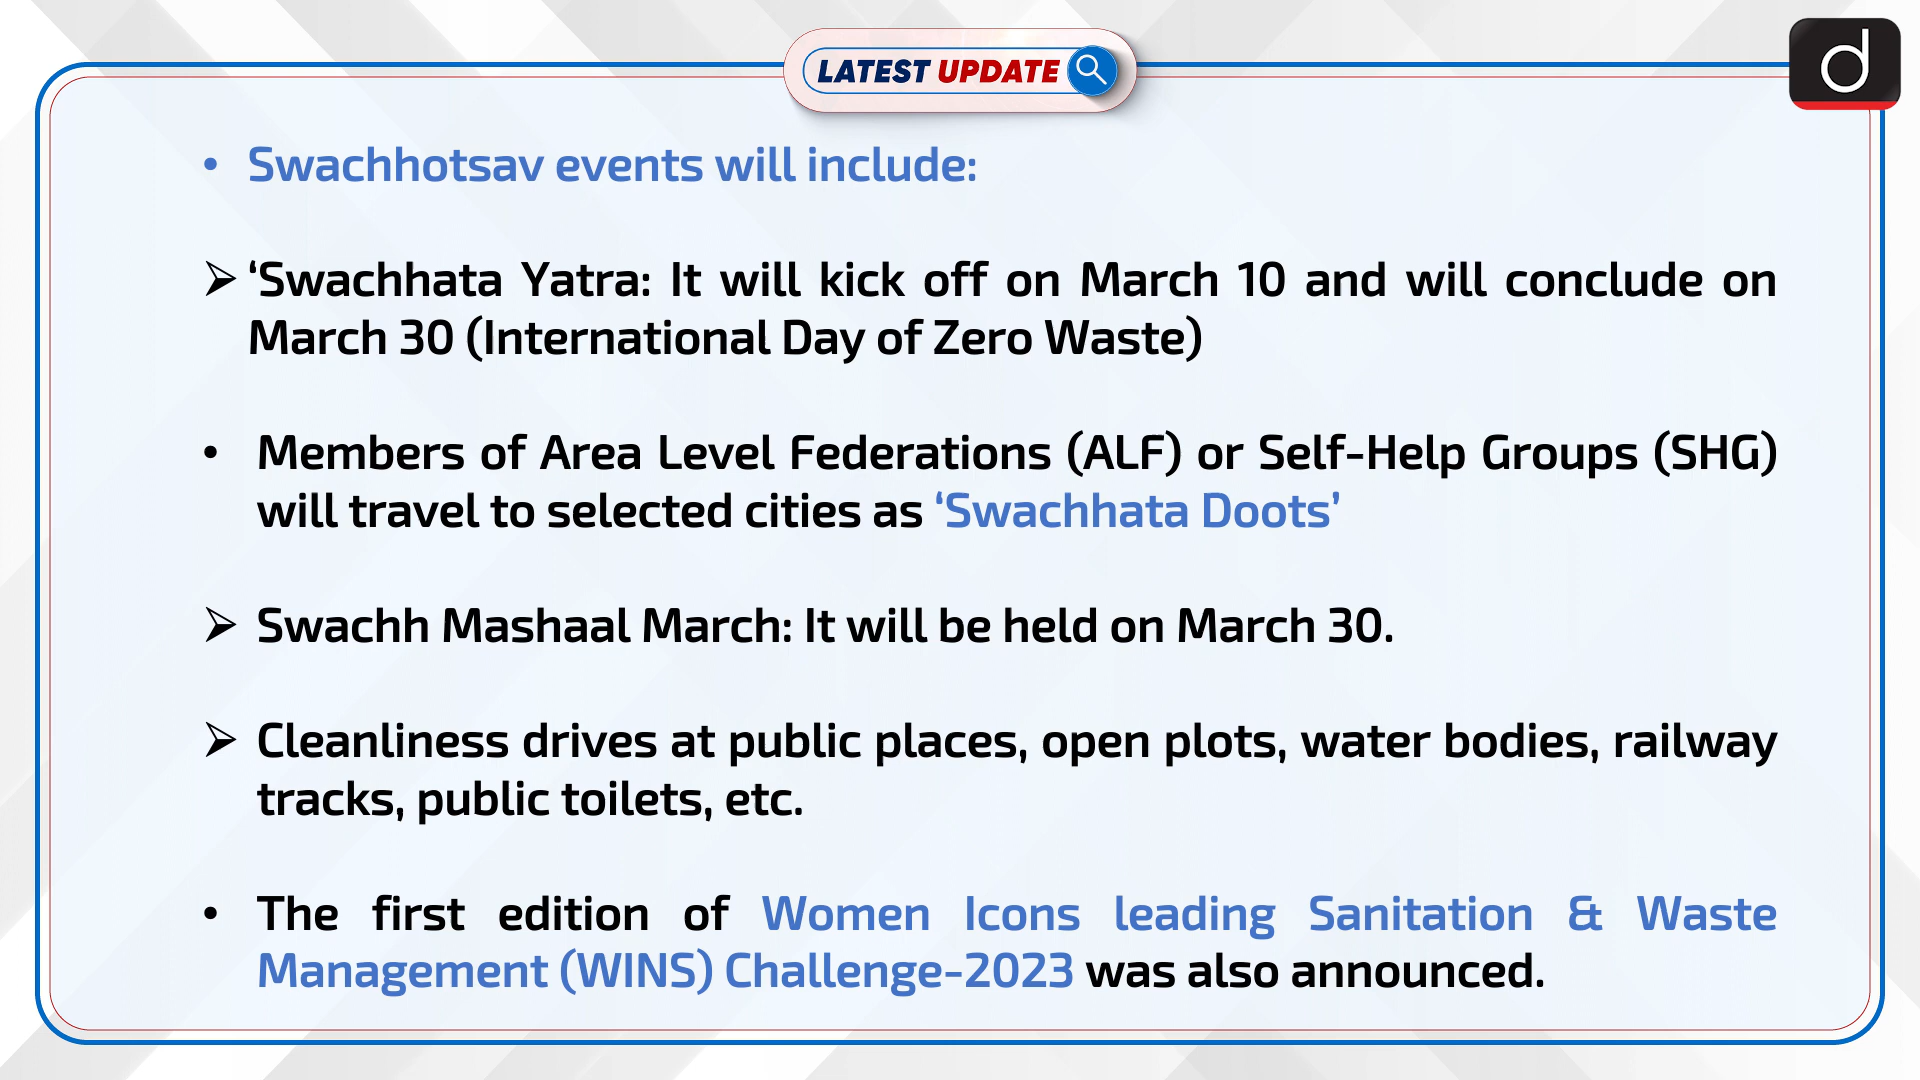 LATEST UPDATE
d
• Swachhotsav events will include:
➢ ‘Swachhata Yatra: It will kick off on March 10 and will conclude on
March 30 (International Day of Zero Waste)
• Members of Area Level Federations (ALF) or Self-Help Groups (SHG)
will travel to selected cities as ‘Swachhata Doots’
➢ Swachh Mashaal March: It will be held on March 30.
➢ Cleanliness drives at public places, open plots, water bodies, railway
tracks, public toilets, etc.
• The first edition of Women Icons leading Sanitation & Waste
Management (WINS) Challenge-2023 was also announced.